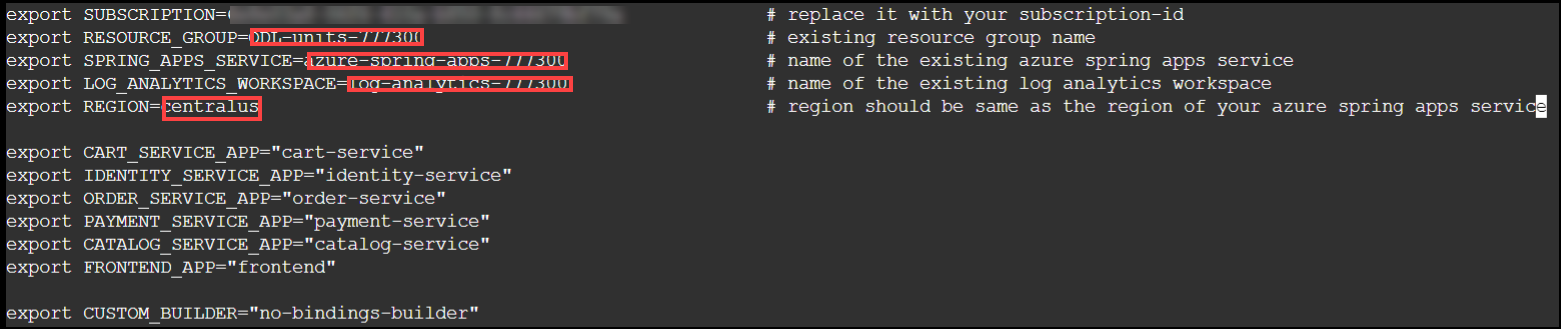 export SUBSCRIPTION= # replace it with your subscription-id
export RESOURCE_GROUP=ODL-units-777300 # existing resource group name
export SPRING_APPS_SERVICE=azure-spring-apps-777300 # name of the existing azure spring apps service
export LOG_ANALYTICS_WORKSPACE=log-analytics-777300 # name of the existing log analytics workspace
export REGION=centralus # region should be same as the region of your azure spring apps service
export CART_SERVICE_APP="cart-service"
export IDENTITY_SERVICE_APP="identity-service"
export ORDER_SERVICE_APP="order-service"
export PAYMENT_SERVICE_APP="payment-service"
export CATALOG_SERVICE_APP="catalog-service"
export FRONTEND_APP="frontend"
export CUSTOM_BUILDER="no-bindings-builder"